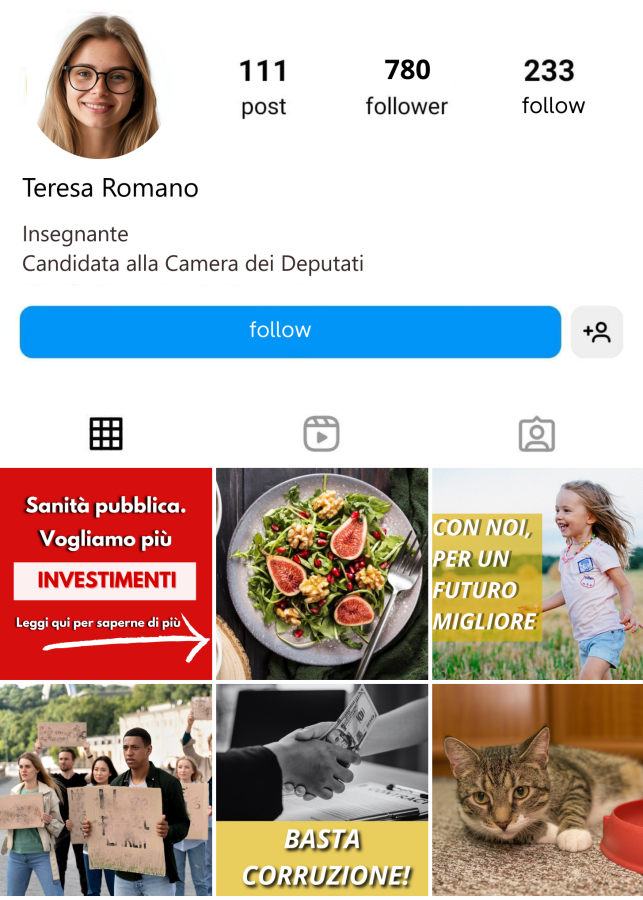 111 780 233
post follower follow
Teresa Romano
Insegnante
Candidata alla Camera dei Deputati
follow
Sanità pubblica.
Vogliamo più
INVESTIMENTI
Leggi qui per saperne di più
CON NOI,
PER UN
FUTURO
MIGLIORE
BASTA
CORRUZIONE!